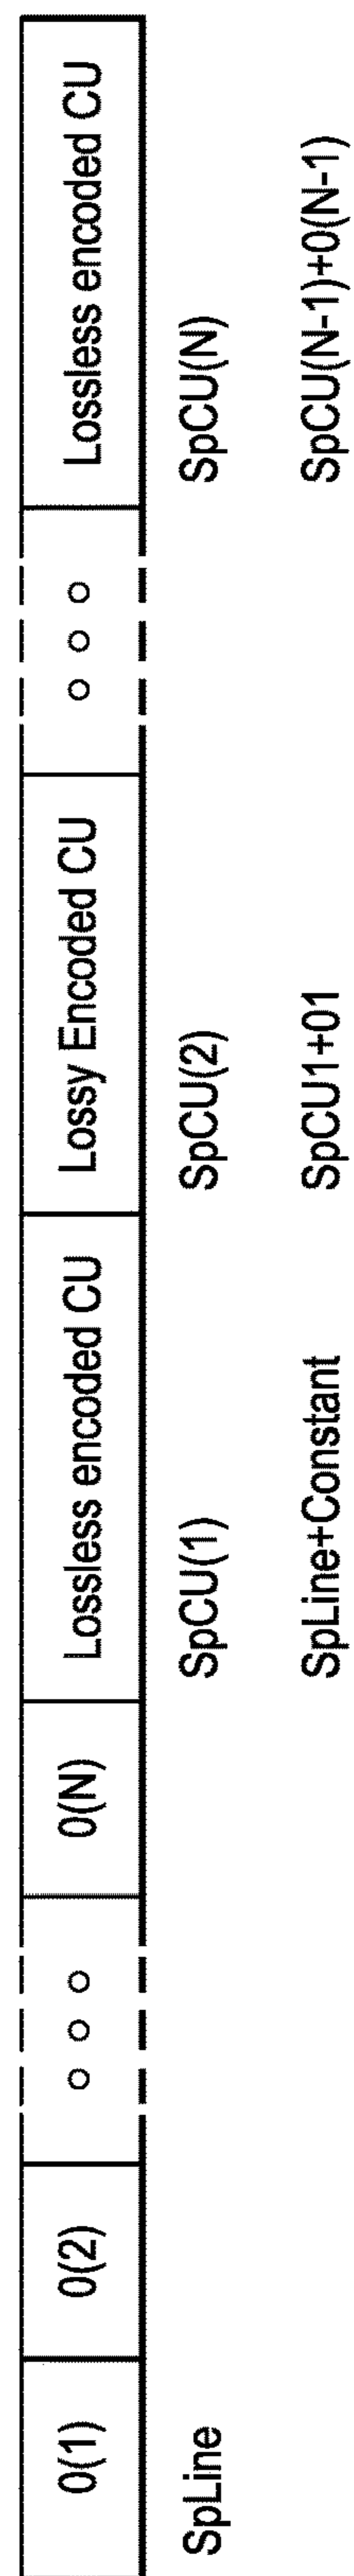 0(1) 0(2) o o o 0(N) Lossless encoded CU Lossy Encoded CU o o o Lossless encoded CU
SpLine SpCU(1) SpCU(2) SpCU(N)
SpLine+Constant SpCU1+01 SpCU(N-1)+0(N-1)